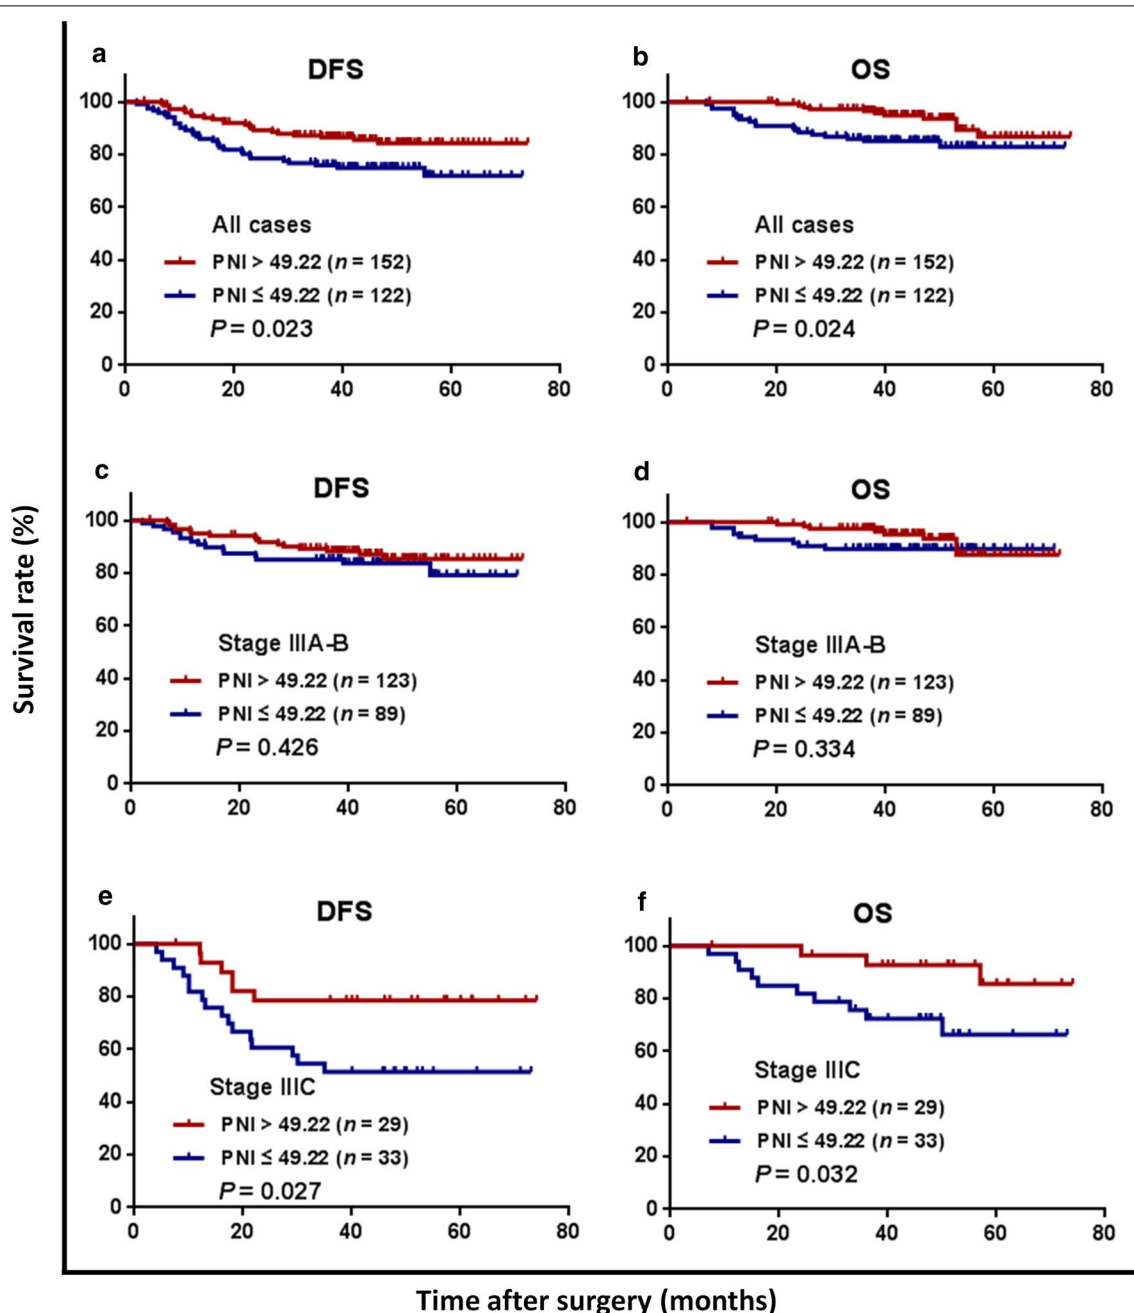 a
DFS
100
80
60
40
20
0
All cases
PNI > 49.22 (n = 152)
PNI ≤ 49.22 (n = 122)
P = 0.023
0 20 40 60 80
b
OS
100
80
60
40
20
0
All cases
PNI > 49.22 (n = 152)
PNI ≤ 49.22 (n = 122)
P = 0.024
0 20 40 60 80
c
DFS
100
80
60
40
20
0
Stage IIIA-B
PNI > 49.22 (n = 123)
PNI ≤ 49.22 (n = 89)
P = 0.426
0 20 40 60 80
d
OS
100
80
60
40
20
0
Stage IIIA-B
PNI > 49.22 (n = 123)
PNI ≤ 49.22 (n = 89)
P = 0.334
0 20 40 60 80
e
DFS
100
80
60
40
20
0
Stage IIIC
PNI > 49.22 (n = 29)
PNI ≤ 49.22 (n = 33)
P = 0.027
0 20 40 60 80
f
OS
100
80
60
40
20
0
Stage IIIC
PNI > 49.22 (n = 29)
PNI ≤ 49.22 (n = 33)
P = 0.032
0 20 40 60 80
Survival rate (%)
Time after surgery (months)